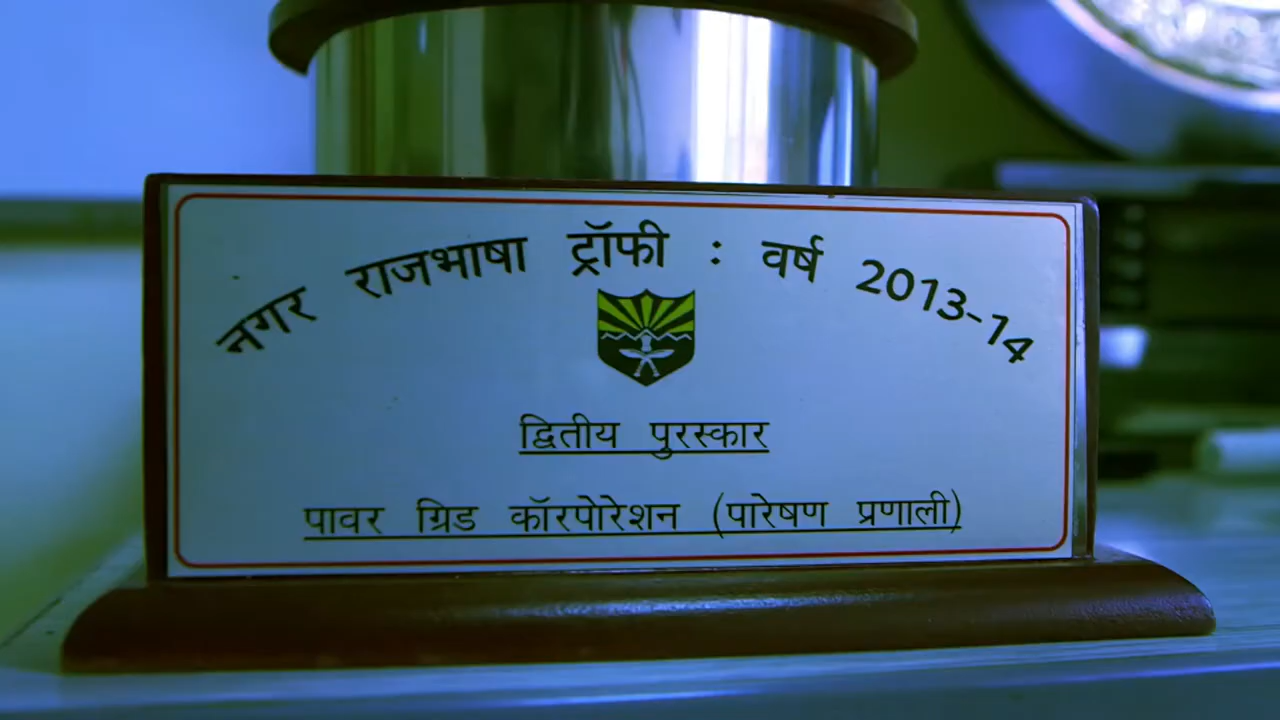 नगर राजभाषा ट्रॉफी : वर्ष 2013-14
द्वितीय पुरस्कार
पावर ग्रिड कॉरपोरेशन (पारेषण प्रणाली)